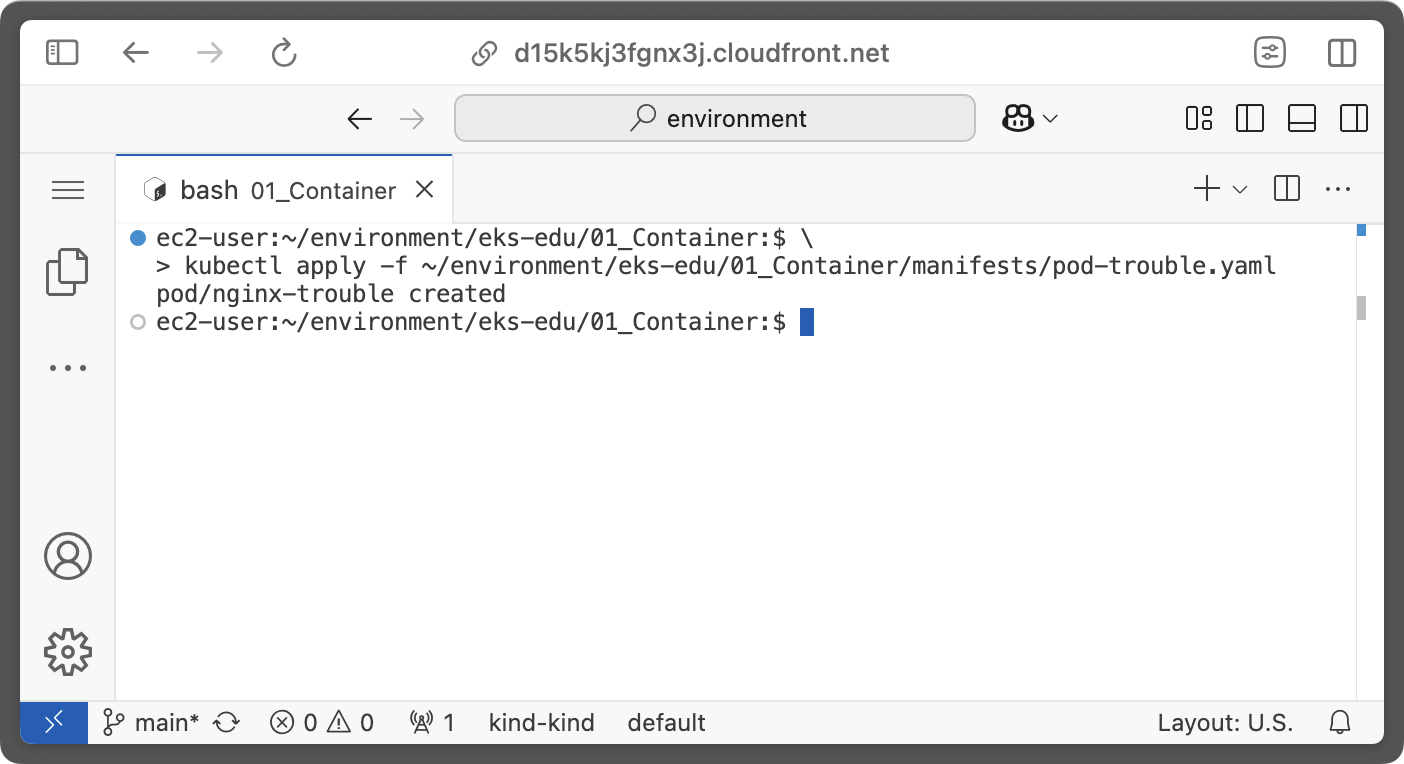 d15k5kj3fgnx3j.cloudfront.net
environment
bash 01_Container
ec2-user:~/environment/eks-edu/01_Container:$ \
> kubectl apply -f ~/environment/eks-edu/01_Container/manifests/pod-trouble.yaml
pod/nginx-trouble created
ec2-user:~/environment/eks-edu/01_Container:$
main* 0 0 1 kind-kind default Layout: U.S.